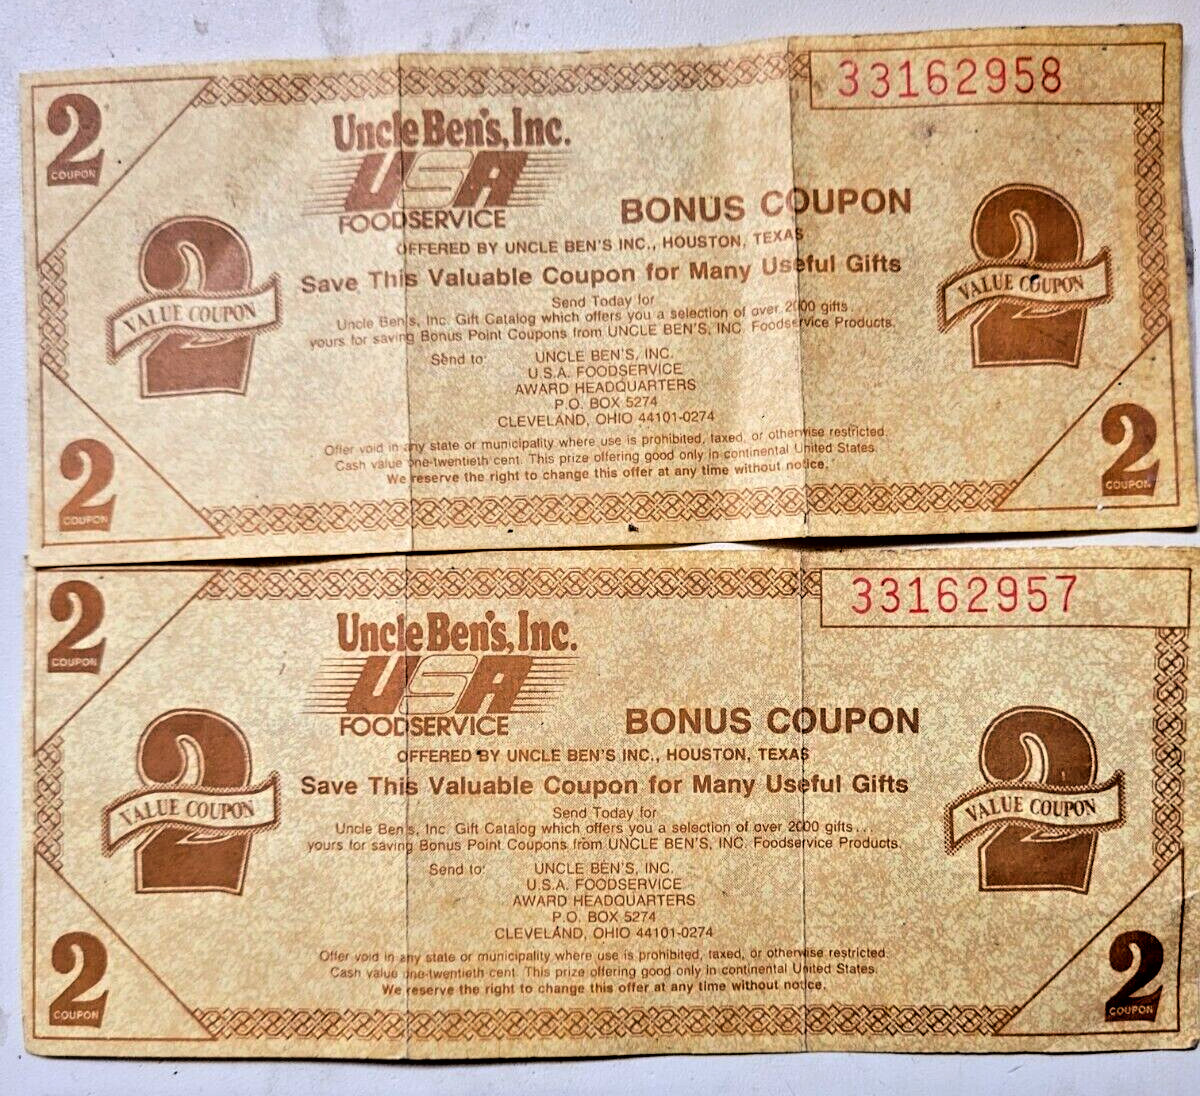 33162958
2
COUPON
Uncle Ben's, Inc.
USA
FOODSERVICE
BONUS COUPON
OFFERED BY UNCLE BEN'S INC., HOUSTON, TEXAS
Save This Valuable Coupon for Many Useful Gifts
2
VALUE COUPON
2
VALUE COUPON
Send Today for
Uncle Ben's, Inc. Gift Catalog which offers you a selection of over 2000 gifts...
yours for saving Bonus Point Coupons from UNCLE BEN'S, INC. Foodservice Products.
Send to: UNCLE BEN'S, INC.
U.S.A. FOODSERVICE
AWARD HEADQUARTERS
P.O. BOX 5274
CLEVELAND, OHIO 44101-0274
Offer void in any state or municipality where use is prohibited, taxed, or otherwise restricted.
Cash value one-twentieth cent. This prize offering good only in continental United States.
We reserve the right to change this offer at any time without notice.
2
COUPON
2
COUPON
33162957
2
COUPON
Uncle Ben's, Inc.
USA
FOODSERVICE
BONUS COUPON
OFFERED BY UNCLE BEN'S INC., HOUSTON, TEXAS
Save This Valuable Coupon for Many Useful Gifts
2
VALUE COUPON
2
VALUE COUPON
Send Today for
Uncle Ben's, Inc. Gift Catalog which offers you a selection of over 2000 gifts...
yours for saving Bonus Point Coupons from UNCLE BEN'S, INC. Foodservice Products.
Send to: UNCLE BEN'S, INC.
U.S.A. FOODSERVICE
AWARD HEADQUARTERS
P.O. BOX 5274
CLEVELAND, OHIO 44101-0274
Offer void in any state or municipality where use is prohibited, taxed, or otherwise restricted.
Cash value one-twentieth cent. This prize offering good only in continental United States.
We reserve the right to change this offer at any time without notice.
2
COUPON
2
COUPON